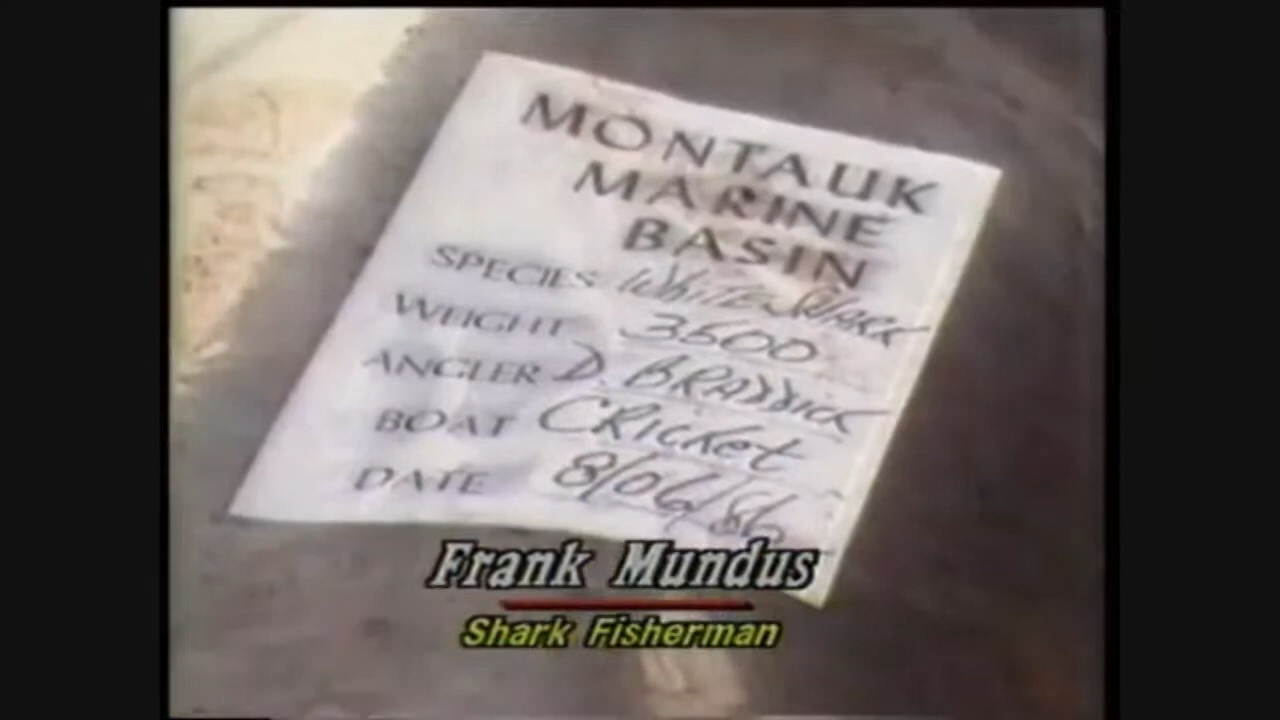 MONTAUK
MARINE
BASIN
SPECIES WHITE SHARK
WEIGHT 3500
ANGLER D. BRADDICK
BOAT CRICKET
DATE 8/06/86
Frank Mundus
Shark Fisherman